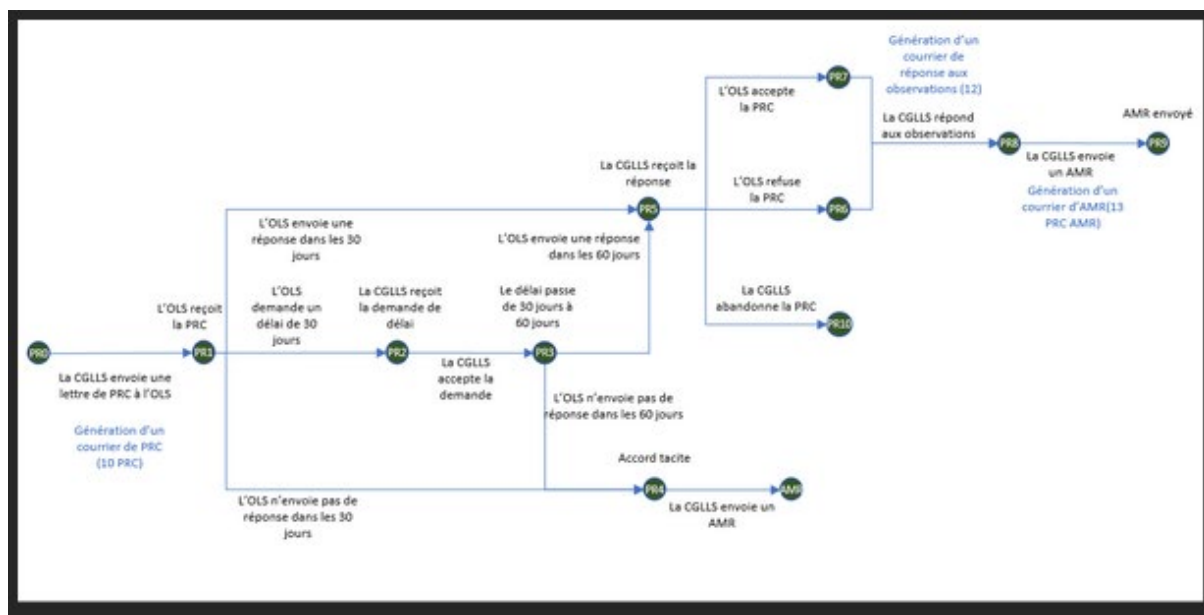 Génération d'un
courrier de
réponse aux
observations (12)
PR7
L'OLS accepte
la PRC
La CGLLS répond
aux observations
AMR envoyé
PR8
PR9
La CGLLS envoie
un AMR
Génération d'un
courrier d'AMR(13
PRC AMR)
La CGLLS reçoit la
réponse
L'OLS refuse
la PRC
PR5
PR6
L'OLS envoie une
réponse dans les 30
jours
L'OLS envoie une réponse
dans les 60 jours
L'OLS reçoit
la PRC
L'OLS
demande un
délai de 30
jours
La CGLLS reçoit
la demande de
délai
Le délai passe
de 30 jours à
60 jours
La CGLLS
abandonne la PRC
PR10
PR0
PR1
PR2
PR3
La CGLLS envoie une
lettre de PRC à l'OLS
La CGLLS
accepte la
demande
Génération d'un
courrier de PRC
(10 PRC)
L'OLS n'envoie pas de
réponse dans les 60 jours
Accord tacite
PR4
AMR
L'OLS n'envoie pas de
réponse dans les 30
jours
La CGLLS envoie un
AMR